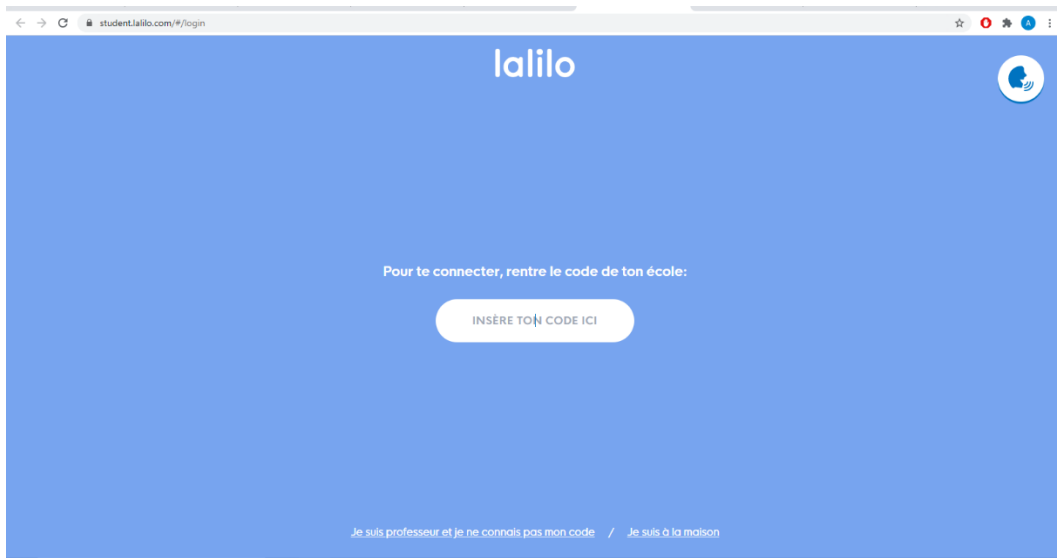 student.lalilo.com/#/login
A
lalilo
Pour te connecter, rentre le code de ton école:
INSÈRE TON CODE ICI
Je suis professeur et je ne connais pas mon code / Je suis à la maison